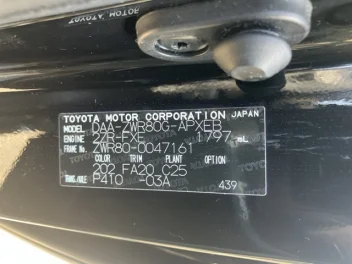 TOYOTA MOTOR CORPORATION JAPAN
MODEL DAA-ZWR80G-APXEB
ENGINE 2ZR-FXE 1797 mL
FRAME NO. ZWR80-0047161
COLOR TRIM PLANT OPTION
202 FA20 C25
TRANS./AXLE P410 -03A
439